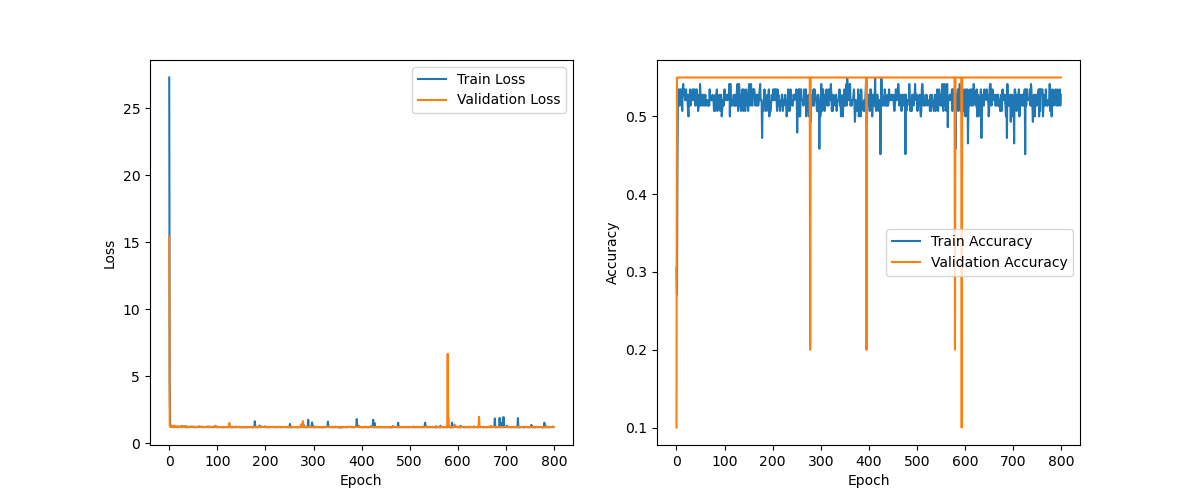 Train Loss
Validation Loss
25
20
15
10
5
0
0 100 200 300 400 500 600 700 800
Loss
Epoch
0.5
0.4
0.3
0.2
0.1
Train Accuracy
Validation Accuracy
0 100 200 300 400 500 600 700 800
Accuracy
Epoch